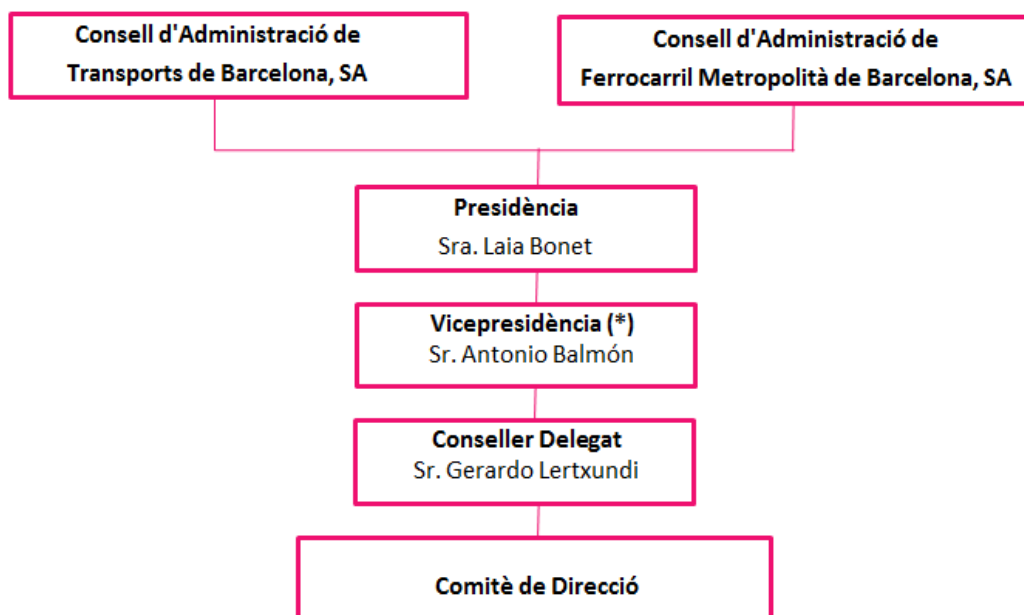 Consell d'Administració de
Transports de Barcelona, SA
Consell d'Administració de
Ferrocarril Metropolità de Barcelona, SA
Presidència
Sra. Laia Bonet
Vicepresidència (*)
Sr. Antonio Balmón
Conseller Delegat
Sr. Gerardo Lertxundi
Comitè de Direcció